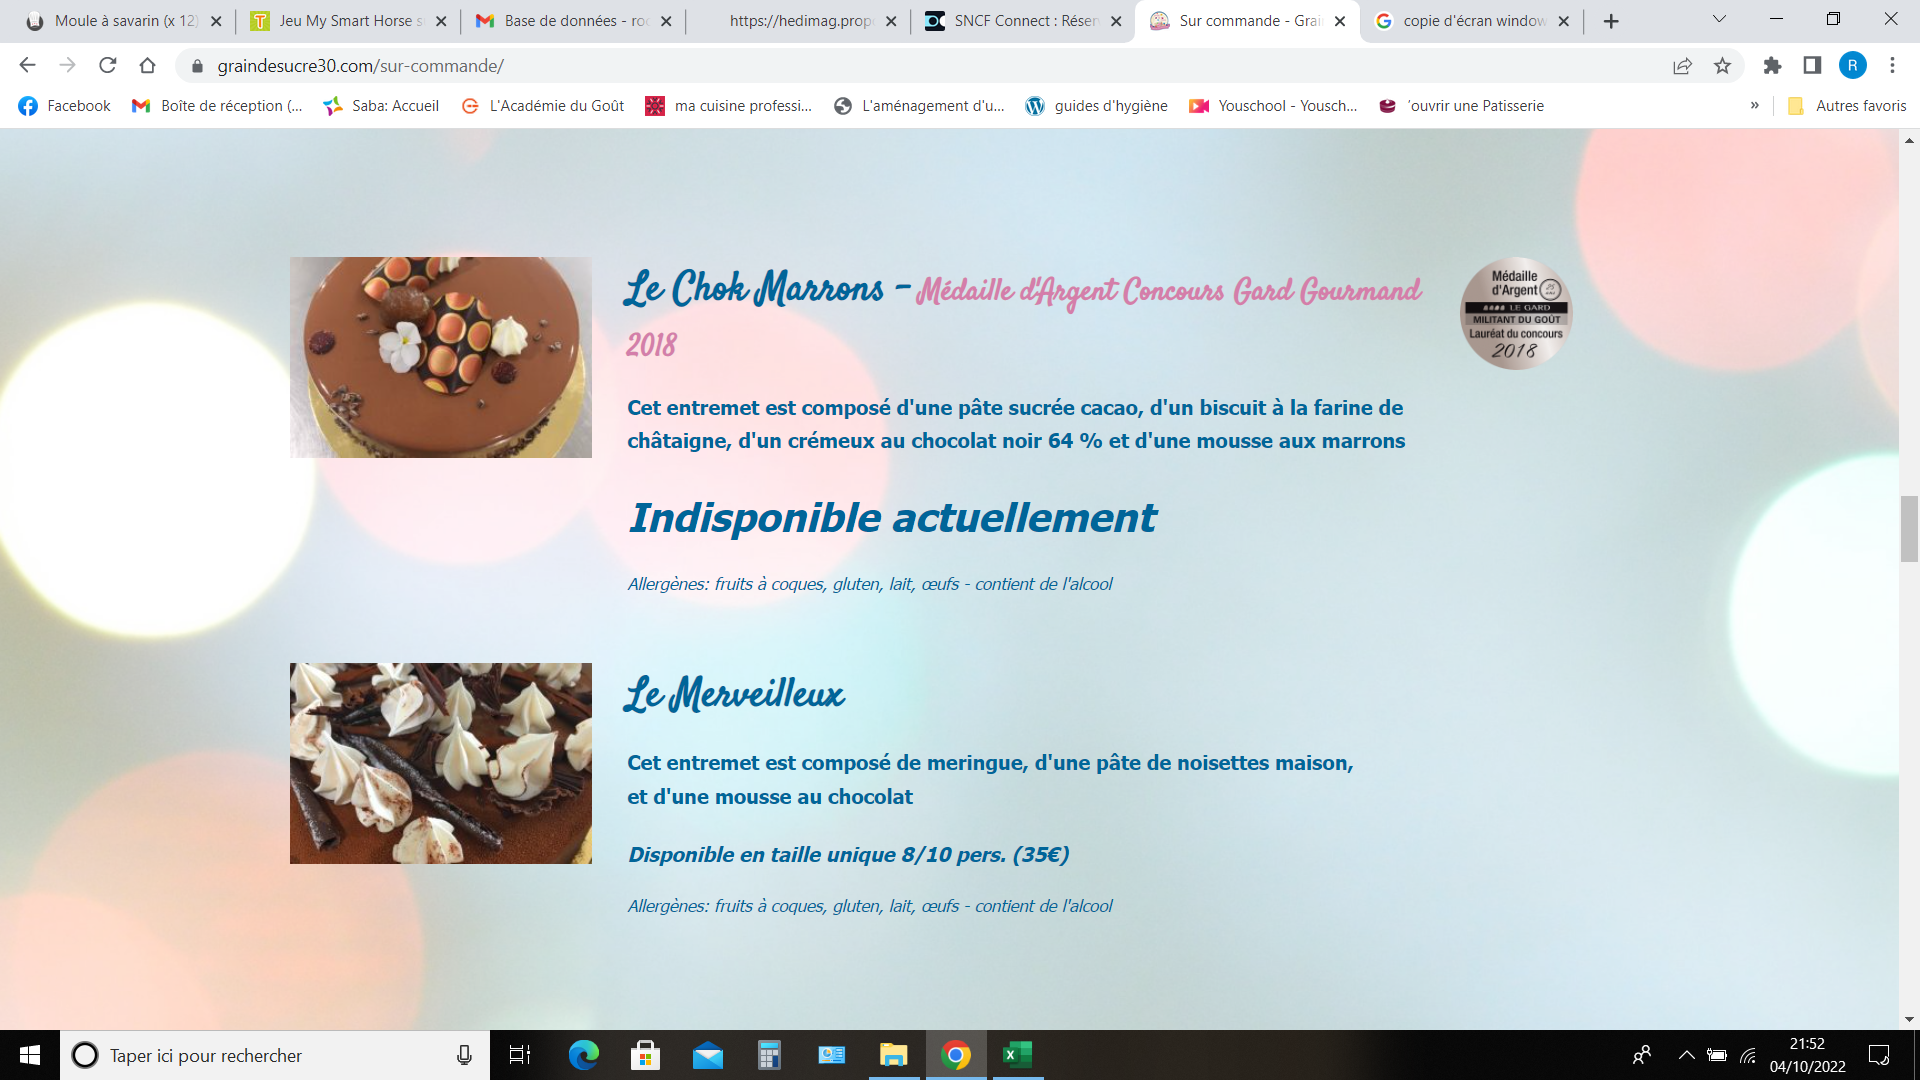 Moule à savarin (x 12)
Jeu My Smart Horse s
Base de données - roc
https://hedimag.prop
SNCF Connect : Réser
Sur commande - Grai
copie d'écran window
graindesucre30.com/sur-commande/
R
Facebook
Boîte de réception (...
Saba: Accueil
L'Académie du Goût
ma cuisine professi...
L'aménagement d'u...
guides d'hygiène
Youschool - Yousch...
'ouvrir une Patisserie
»
Autres favoris
Le Chok Marrons - Médaille d'Argent Concours Gard Gourmand
2018
Médaille
d'Argent
LE GARD
MILITANT DU GOÛT
Lauréat du concours
2018
Cet entremet est composé d'une pâte sucrée cacao, d'un biscuit à la farine de
châtaigne, d'un crémeux au chocolat noir 64 % et d'une mousse aux marrons
Indisponible actuellement
Allergènes: fruits à coques, gluten, lait, œufs - contient de l'alcool
Le Merveilleux
Cet entremet est composé de meringue, d'une pâte de noisettes maison,
et d'une mousse au chocolat
Disponible en taille unique 8/10 pers. (35€)
Allergènes: fruits à coques, gluten, lait, œufs - contient de l'alcool
Taper ici pour rechercher
21:52
04/10/2022